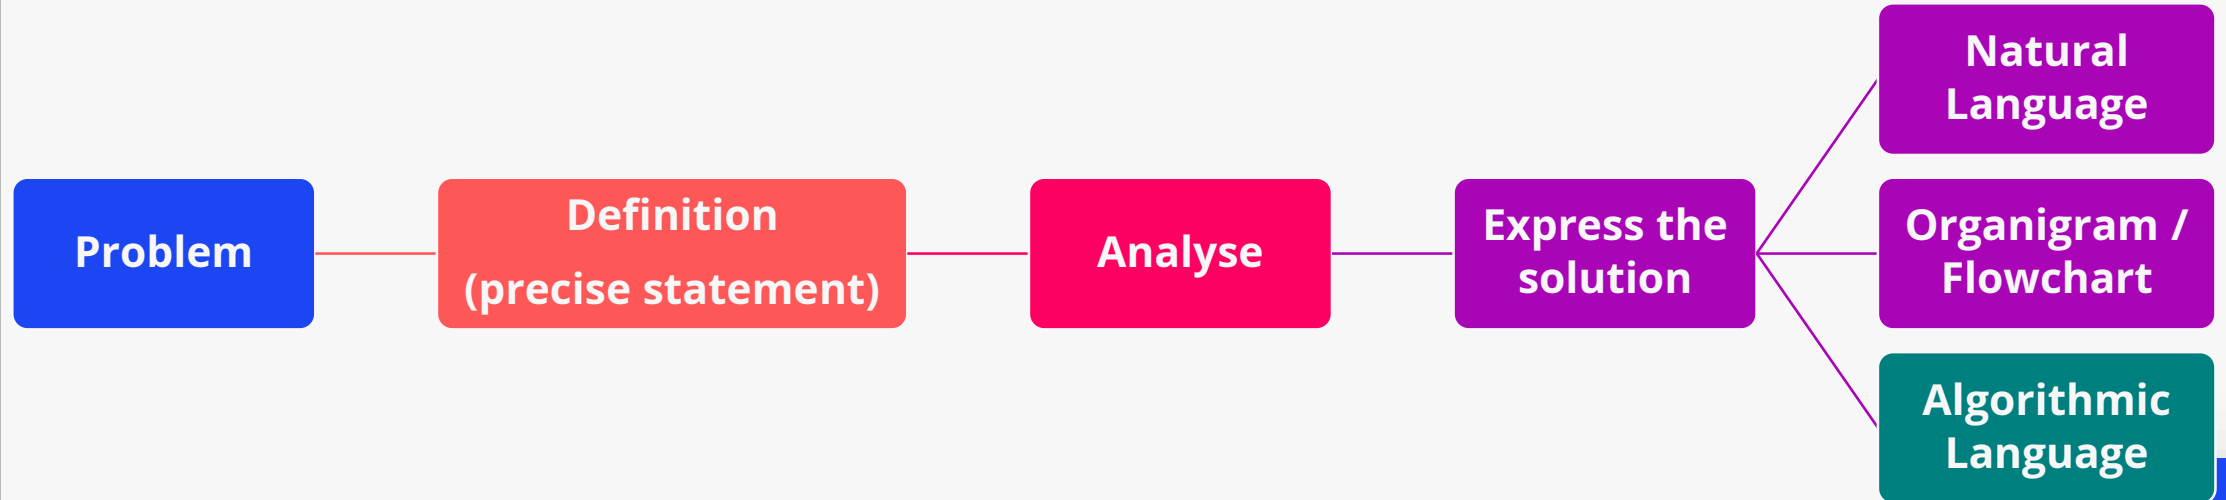 Problem
Definition
(precise statement)
Analyse
Express the
solution
Natural
Language
Organigram /
Flowchart
Algorithmic
Language